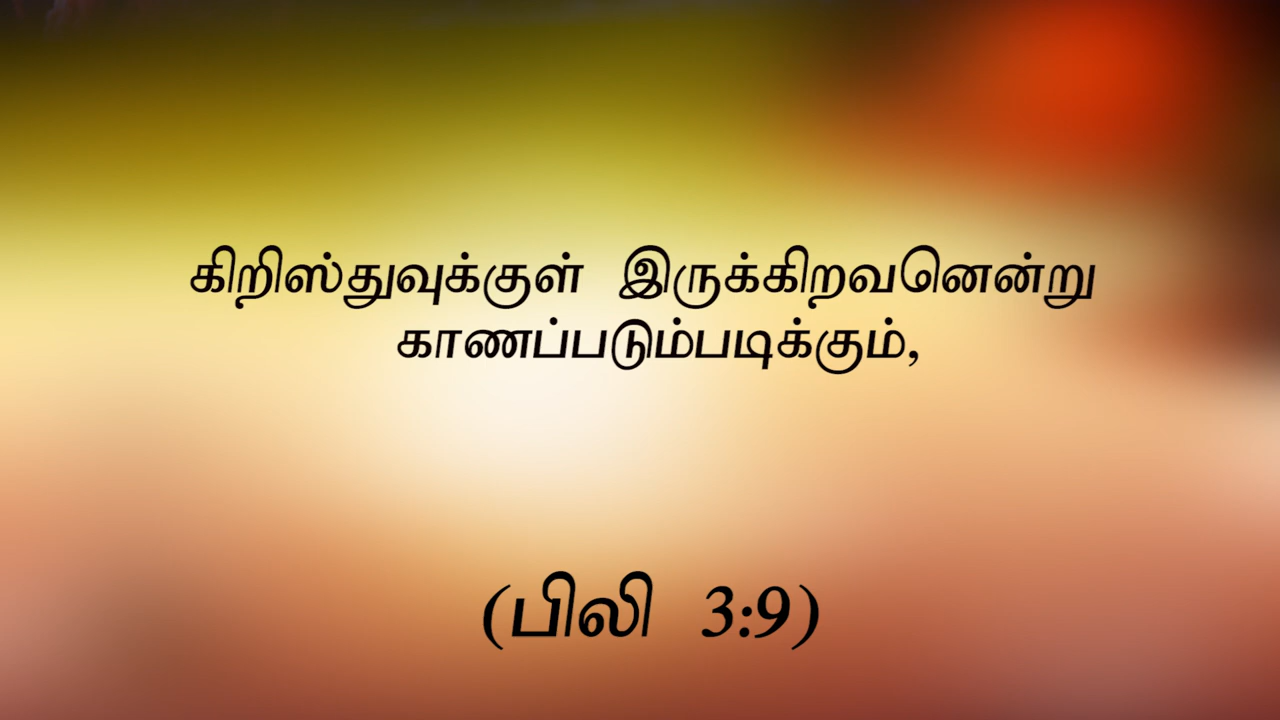 கிறிஸ்துவுக்குள் இருக்கிறவனென்று
காணப்படும்படிக்கும்,
(பிலி 3:9)